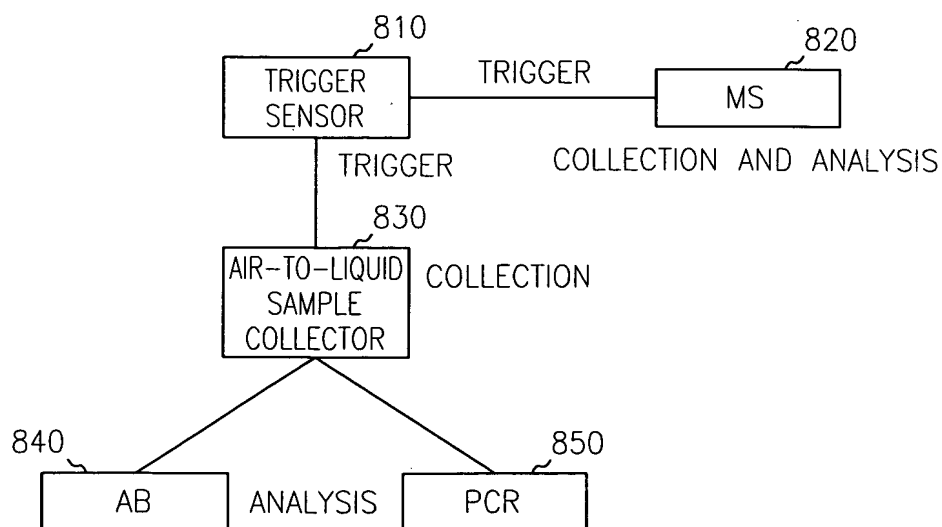 810
TRIGGER
SENSOR
TRIGGER
820
MS
COLLECTION AND ANALYSIS
TRIGGER
830
AIR-TO-LIQUID
SAMPLE
COLLECTOR
COLLECTION
840
AB
ANALYSIS
850
PCR